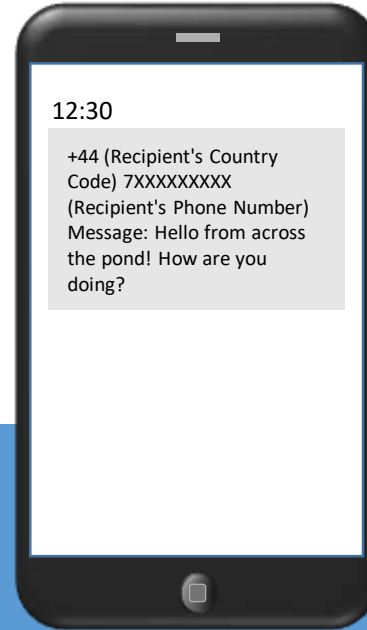 12:30
+44 (Recipient's Country
Code) 7XXXXXXXXX
(Recipient's Phone Number)
Message: Hello from across
the pond! How are you
doing?